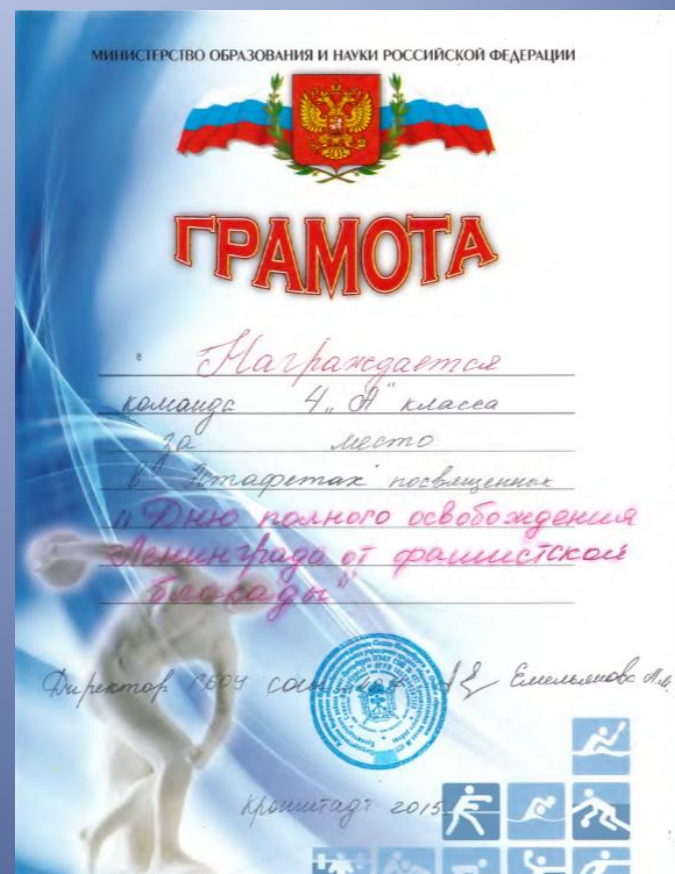 МИНИСТЕРСТВО ОБРАЗОВАНИЯ И НАУКИ РОССИЙСКОЙ ФЕДЕРАЦИИ
ГРАМОТА
Награждается
команда 4 „А" класса
за место
в Эстафетах посвященных
„Дню полного освобождения
Ленинграда от фашистской
блокады"
Директор ГБОУ Емельянова
Кронштадт 2015